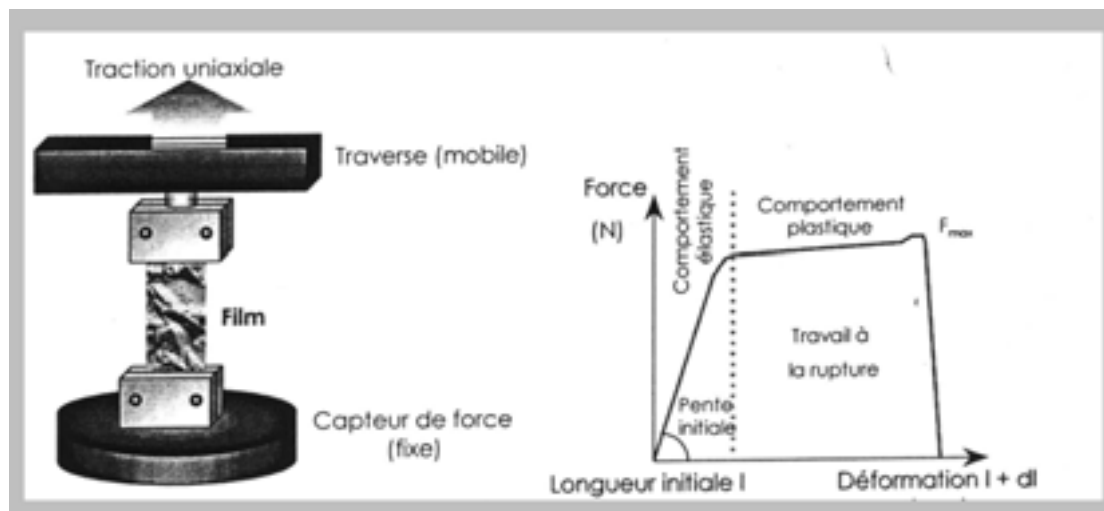 Traction uniaxiale
Traverse (mobile)
Film
Capteur de force
(fixe)
Force
(N)
Comportement
élastique
Comportement
plastique
F max
Travail à
la rupture
Pente
initiale
Longueur initiale l
Déformation l + dl